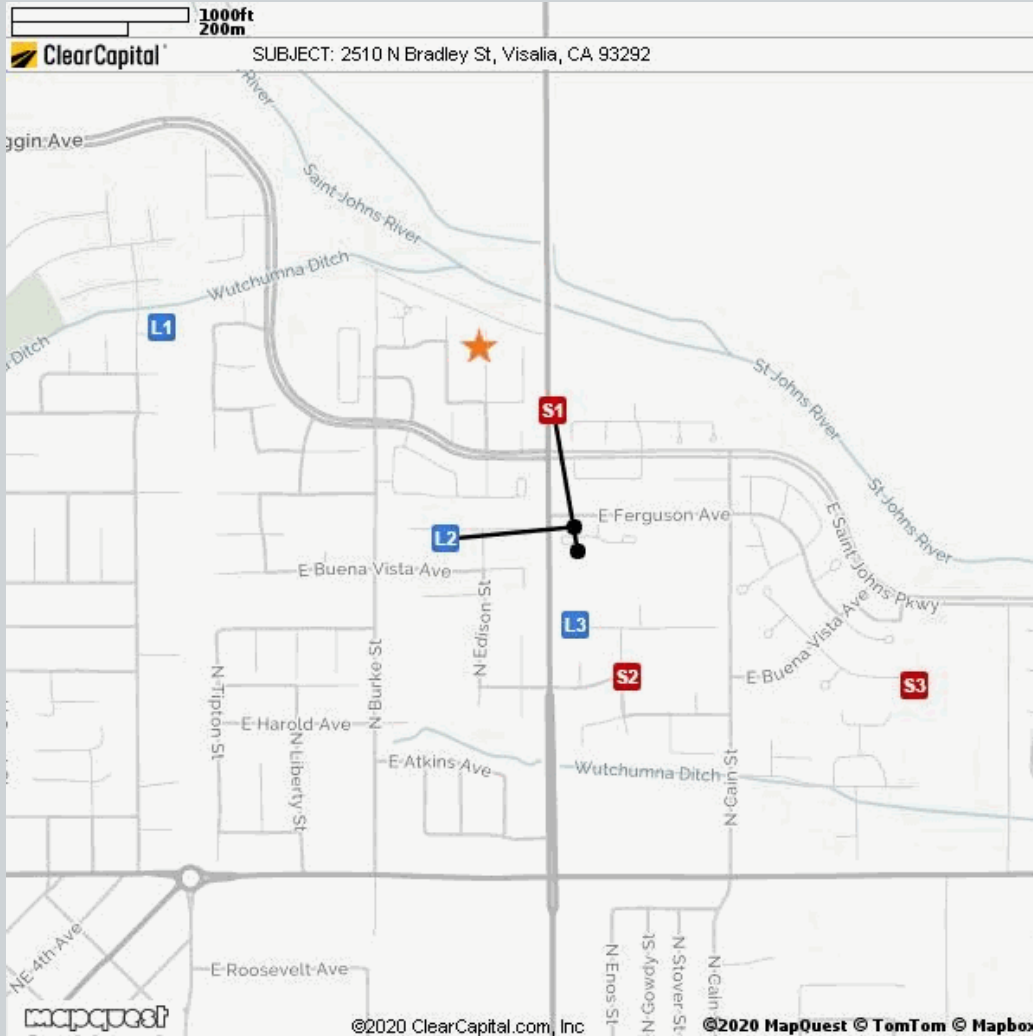 1000ft
200m
ClearCapital
SUBJECT: 2510 N Bradley St, Visalia, CA 93292
River
ggin Ave
Saint Johns River
Wutchumna Ditch
L1
Ditch
S1
St Johns River
St Johns River
E Ferguson Ave
L2
E Buena Vista Ave
E Saint Johns Pkwy
N Edison St
L3
E Buena Vista Ave
S2
S3
N Tipton St
N Burke St
E Harold Ave
N Liberty St
E Atkins Ave
Wutchumna Ditch
N Cain St
NE 4th Ave
E Roosevelt Ave
N Enos St
N Gowpy St
N Stover St
N Cain S
mapquest
©2020 ClearCapital.com, Inc
©2020 MapQuest © TomTom © Mapbo